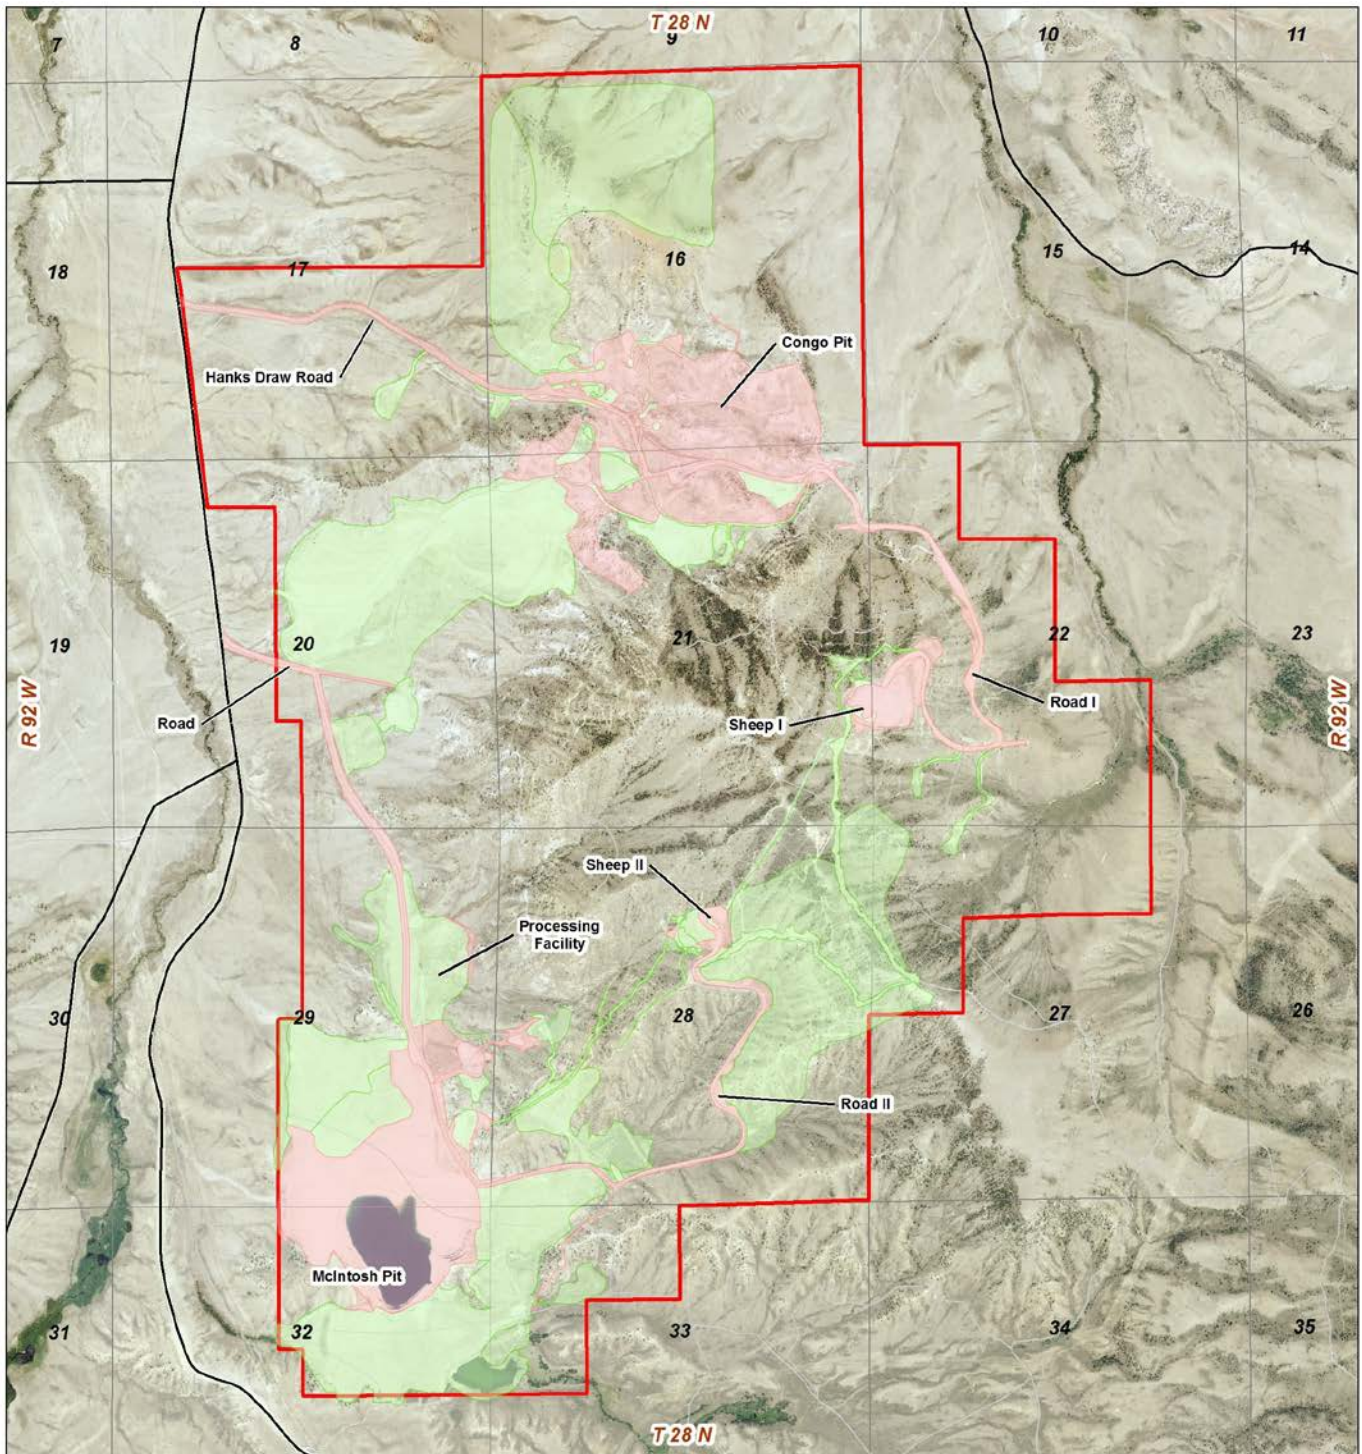 T 28 N
7
8
9
10
11
18
17
16
15
14
Congo Pit
Hanks Draw Road
19
20
21
22
23
R 92 W
R 92 W
Road
Sheep I
Road I
Sheep II
Processing
Facility
30
29
28
27
26
Road II
McIntosh Pit
31
32
33
34
35
T 28 N